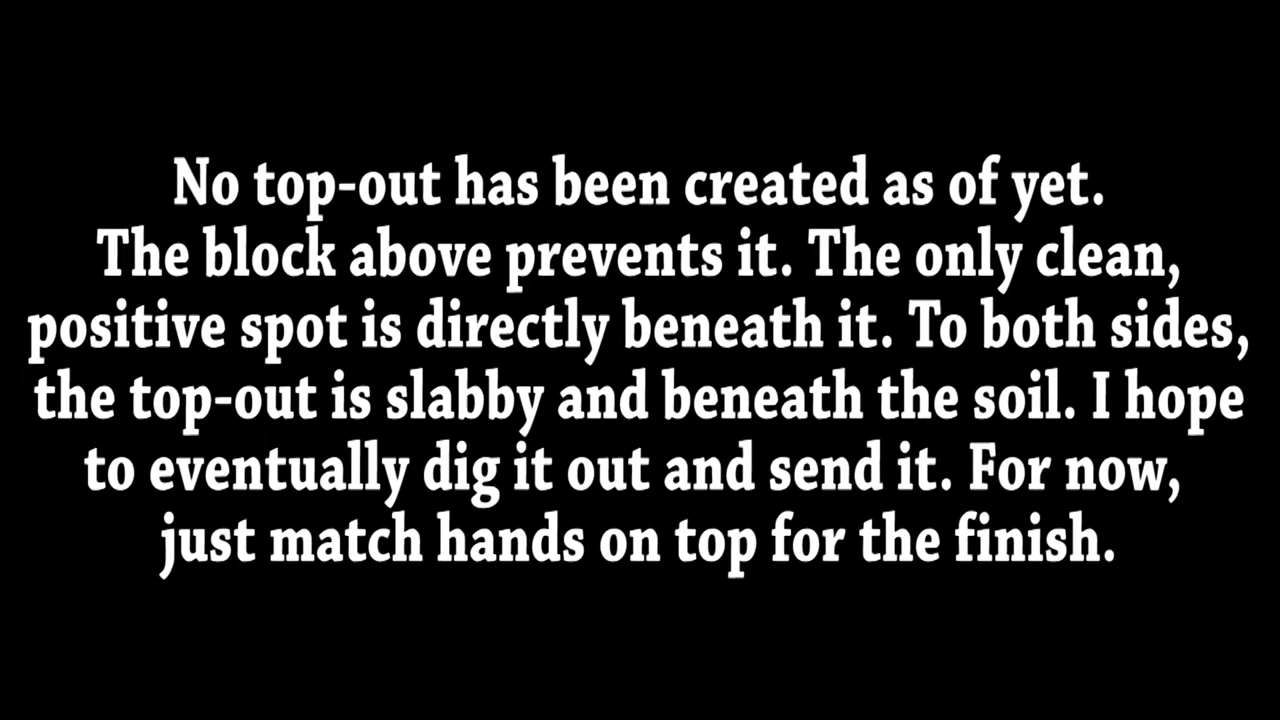 No top-out has been created as of yet.
The block above prevents it. The only clean,
positive spot is directly beneath it. To both sides,
the top-out is slabby and beneath the soil. I hope
to eventually dig it out and send it. For now,
just match hands on top for the finish.